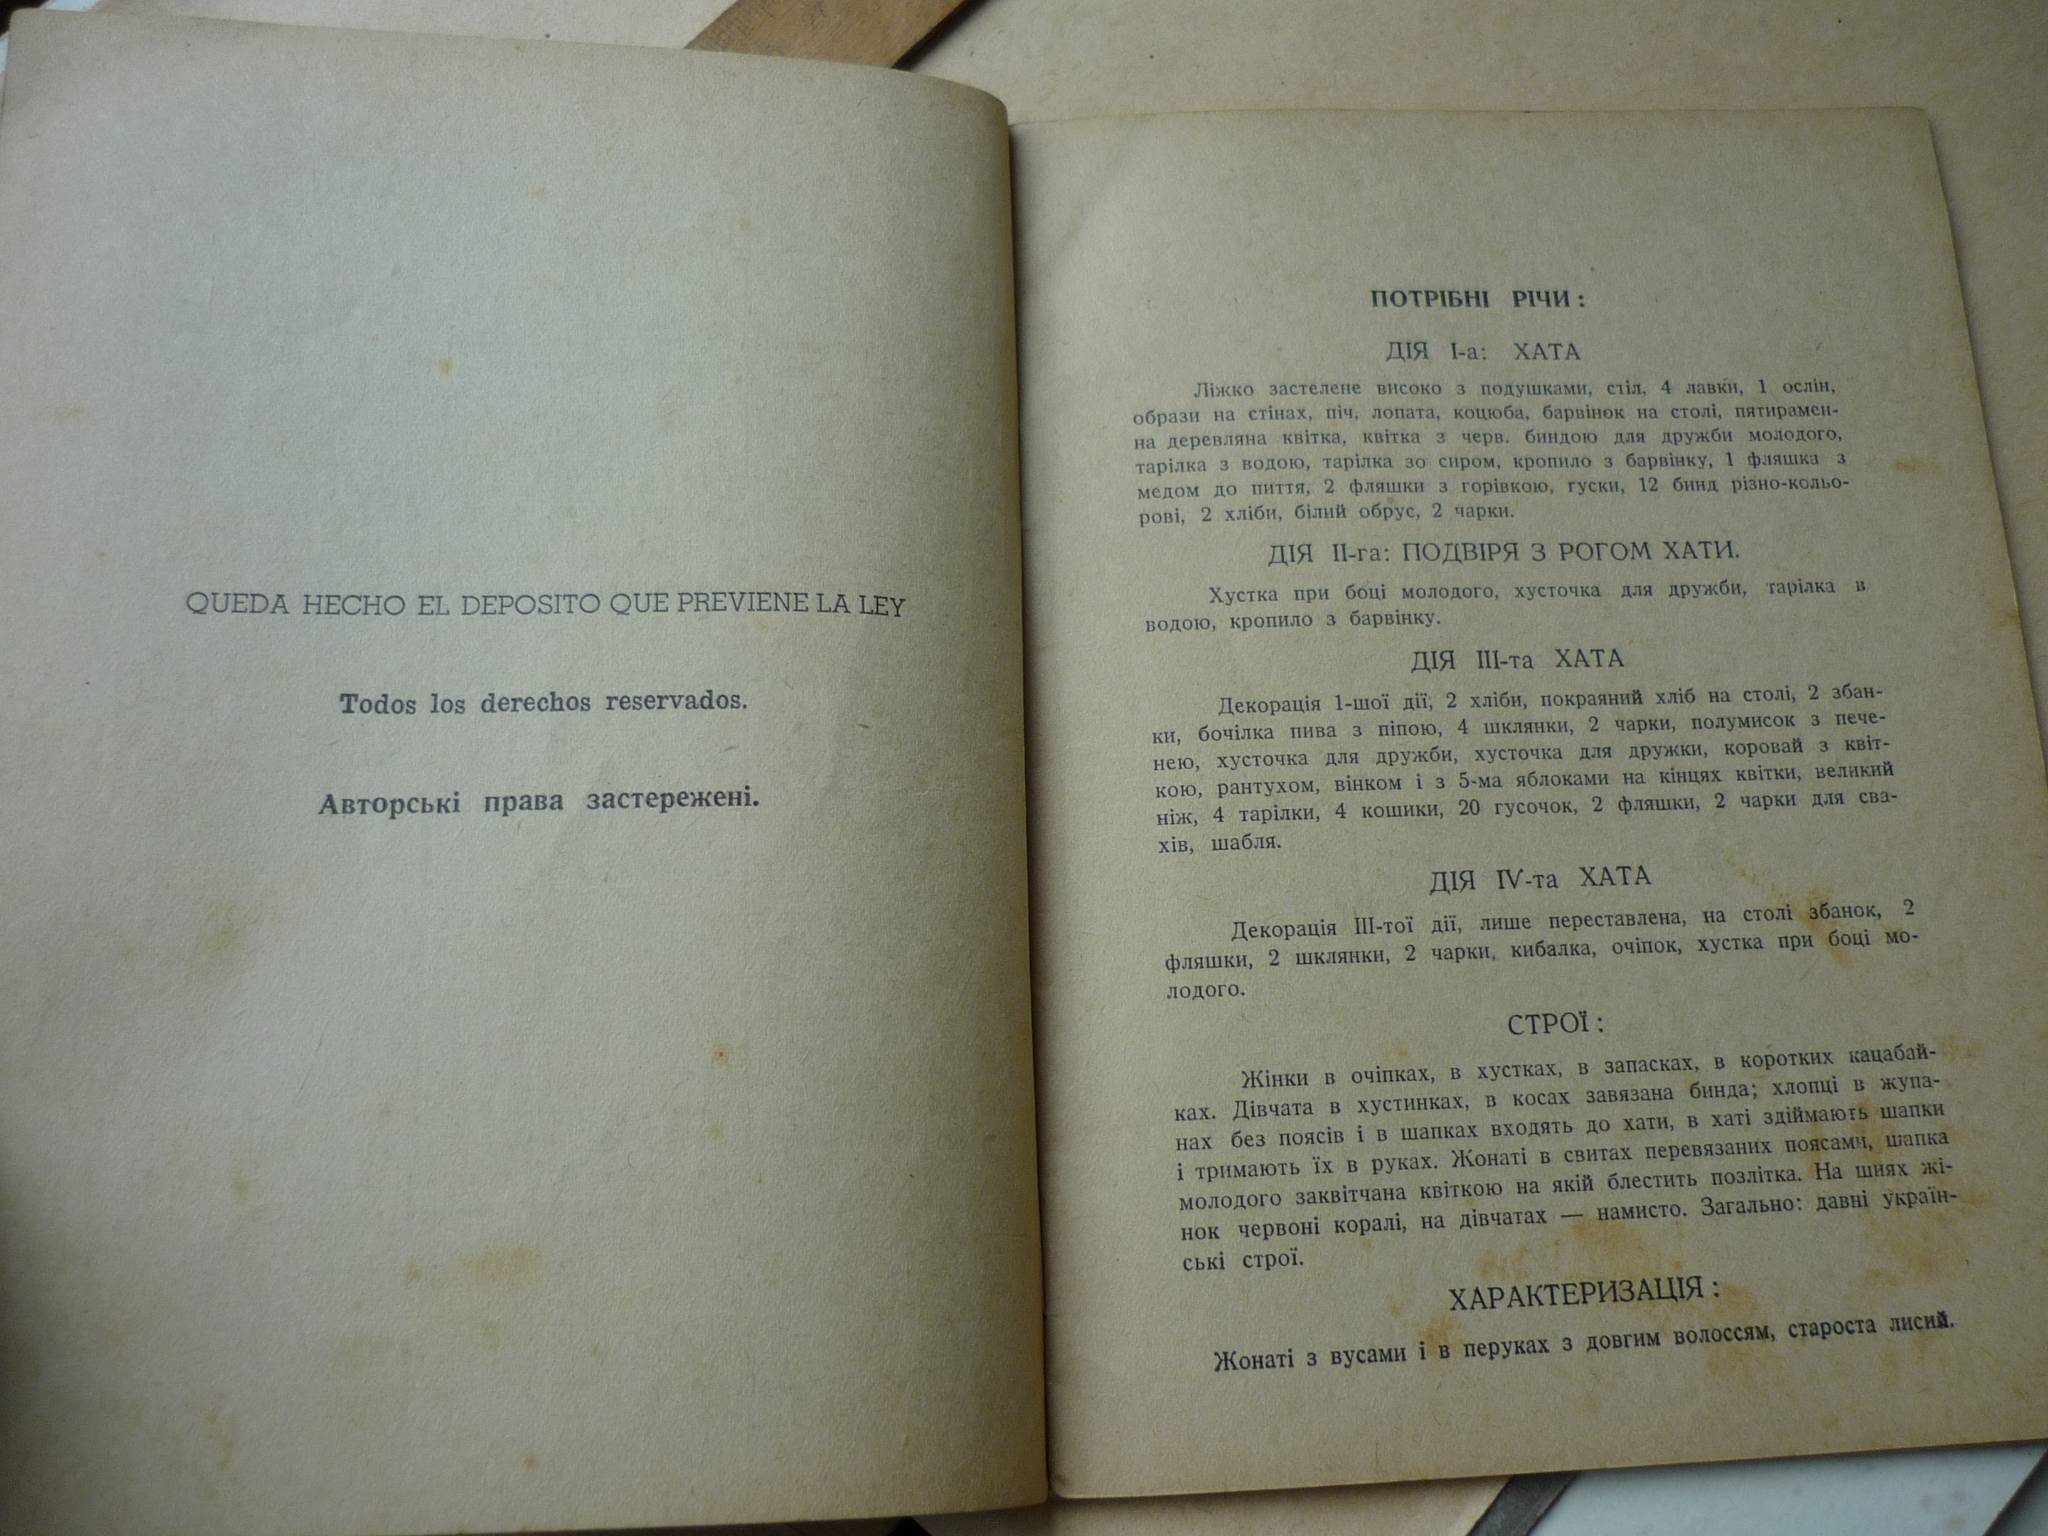 QUEDA HECHO EL DEPOSITO QUE PREVIENE LA LEY
Todos los derechos reservados.
Авторські права застережені.
ПОТРІБНІ РІЧИ :
ДІЯ І-а: ХАТА
Ліжко застелене високо з подушками, стіл, 4 лавки, 1 ослін,
образи на стінах, піч, лопата, коцюба, барвінок на столі, пятирамен-
на деревляна квітка, квітка з черв. биндою для дружби молодого,
тарілка з водою, тарілка зо сиром, кропило з барвінку, 1 фляшка з
медом до пиття, 2 фляшки з горівкою, гуски, 12 бинд різно-кольо-
рові, 2 хліби, білий обрус, 2 чарки.
ДІЯ ІІ-га: ПОДВІРЯ З РОГОМ ХАТИ.
Хустка при боці молодого, хусточка для дружби, тарілка в
водою, кропило з барвінку.
ДІЯ ІІІ-та ХАТА
Декорація 1-шої дії, 2 хліби, покраяний хліб на столі, 2 збан-
ки, бочілка пива з піпою, 4 шклянки, 2 чарки, полумисок з пече-
нею, хусточка для дружби, хусточка для дружки, коровай з квіт-
кою, рантухом, вінком і з 5-ма яблоками на кінцях квітки, великий
ніж, 4 тарілки, 4 кошики, 20 гусочок, 2 фляшки, 2 чарки для сва-
хів, шабля.
ДІЯ IV-та ХАТА
Декорація ІІІ-тої дії, лише переставлена, на столі збанок, 2
фляшки, 2 шклянки, 2 чарки, кибалка, очіпок, хустка при боці мо-
лодого.
СТРОЇ :
Жінки в очіпках, в хустках, в запасках, в коротких кацабай-
ках. Дівчата в хустинках, в косах завязана бинда; хлопці в жупа-
нах без поясів і в шапках входять до хати, в хаті здіймають шапки
і тримають їх в руках. Жонаті в свитах перевязаних поясами, шапка
молодого заквітчана квіткою на якій блестить позлітка. На шиях жі-
нок червоні коралі, на дівчатах — намисто. Загально: давні україн-
ські строї.
ХАРАКТЕРИЗАЦІЯ :
Жонаті з вусами і в перуках з довгим волоссям, староста лисий.